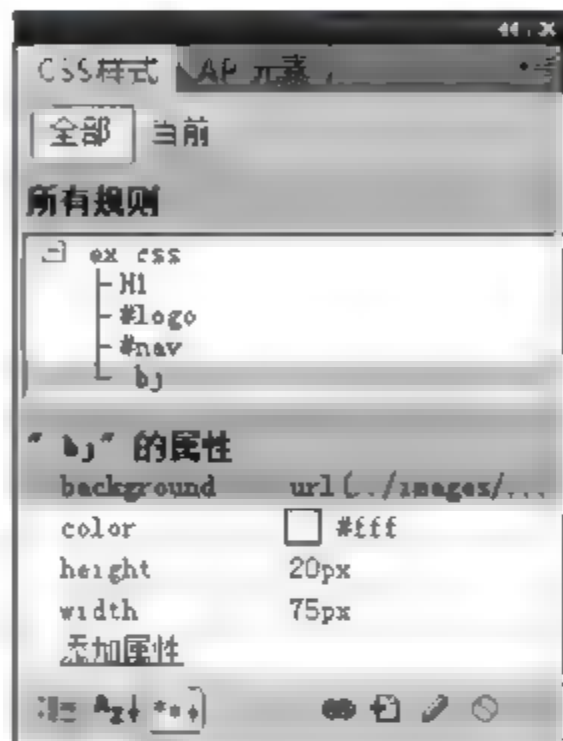 CSS样式 AP 元素
全部 当前
所有规则
ex css
H1
#logo
#nav
bj
" bj" 的属性
background url(../images/...
color #fff
height 20px
width 75px
添加属性